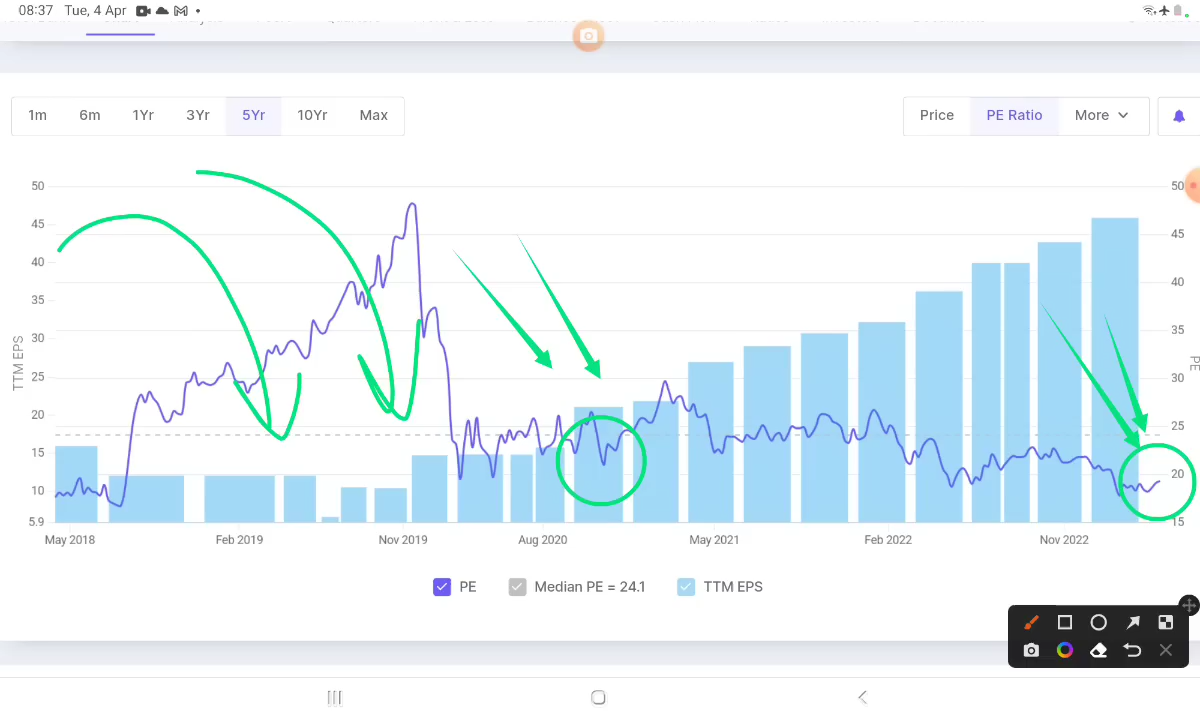 08:37 Tue, 4 Apr
1m 6m 1Yr 3Yr 5Yr 10Yr Max
Price PE Ratio More
50 50
45 45
40 40
35 35
30 30
25 25
20 20
15 15
10
5.9
TTM EPS
PE
May 2018 Feb 2019 Nov 2019 Aug 2020 May 2021 Feb 2022 Nov 2022
PE Median PE = 24.1 TTM EPS